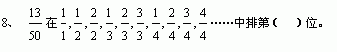 8、 13/50 在 1/1, 1/2, 2/2, 1/3, 2/3, 3/3, 1/4, 2/4, 3/4, 4/4 ……中排第（ ）位。